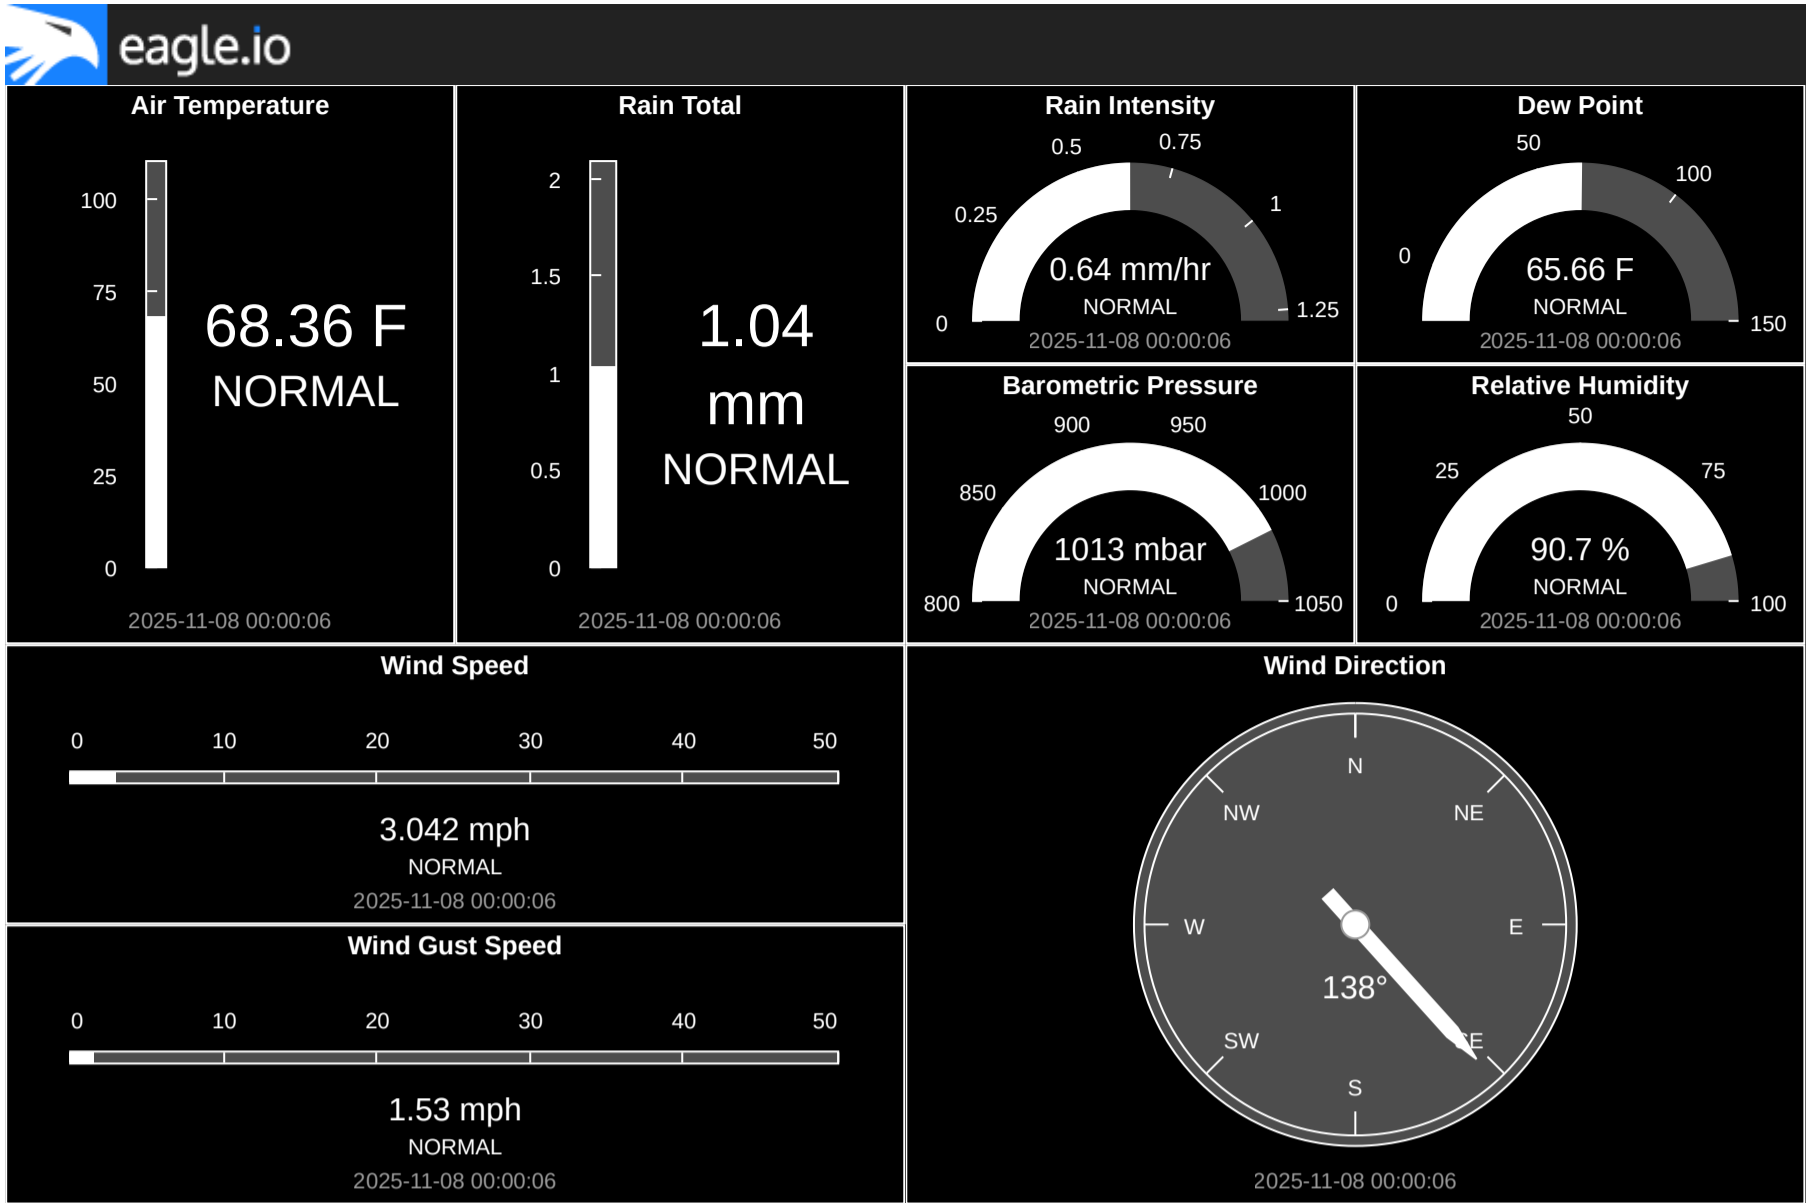 eagle.io
Air Temperature
100
75
50
25
0
68.36 F
NORMAL
2025-11-08 00:00:06
Rain Total
2
1.5
1
0.5
0
1.04
mm
NORMAL
2025-11-08 00:00:06
Rain Intensity
0
0.25
0.5
0.75
1
1.25
0.64 mm/hr
NORMAL
2025-11-08 00:00:06
Dew Point
0
50
100
150
65.66 F
NORMAL
2025-11-08 00:00:06
Barometric Pressure
800
850
900
950
1000
1050
1013 mbar
NORMAL
2025-11-08 00:00:06
Relative Humidity
0
25
50
75
100
90.7 %
NORMAL
2025-11-08 00:00:06
Wind Speed
0 10 20 30 40 50
3.042 mph
NORMAL
2025-11-08 00:00:06
Wind Gust Speed
0 10 20 30 40 50
1.53 mph
NORMAL
2025-11-08 00:00:06
Wind Direction
N
NW NE
W E
138°
SW SE
S
2025-11-08 00:00:06